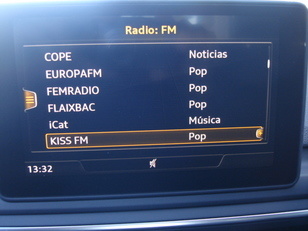 Radio: FM
COPE Noticias
EUROPAFM Pop
FEMRADIO Pop
FLAIXBAC Pop
iCat Música
KISS FM Pop
13:32